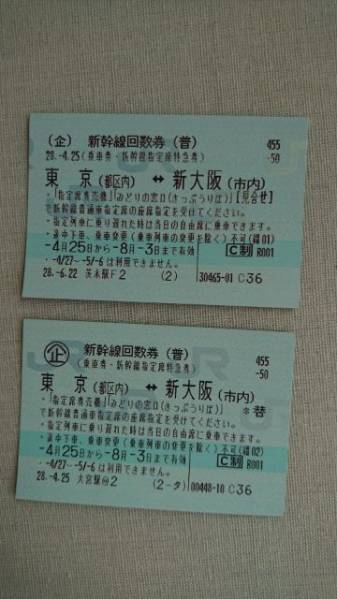 (企) 新幹線回数券 (普) 455
28.-4.25(乗車券・新幹線指定席特急券) -50
東 京(都区内) ↔ 新大阪(市内)
・「指定席券売機」「みどりの窓口(きっぷうりば)」【見合せ】
で新幹線普通車指定席の座席指定を受けてください。
・指定列車に乗り遅れた時は当日の自由席に乗車できます。
・途中下車、乗車変更(乗車列車の変更を除く)不可(緯01)
-4月25日から-8月-3日まで有効 C制 R001
-4/27~-5/-6は利用できません。
28.-6.22 茨木駅F2 (2) 30465-01 C36
企 新幹線回数券 (普) 455
(乗車券・新幹線指定席特急券) -50
東 京(都区内) ↔ 新大阪(市内)
・「指定席券売機」「みどりの窓口(きっぷうりば)」 替
で新幹線普通車指定席の座席指定を受けてください。
・指定列車に乗り遅れた時は当日の自由席に乗車できます。
・途中下車、乗車変更(乗車列車の変更を除く)不可
-4月25日から-8月-3日まで有効 C制 R001
-4/27~-5/-6は利用できません。
28.-4.25 大宮駅 2 (2-タ) 00448-10 C36